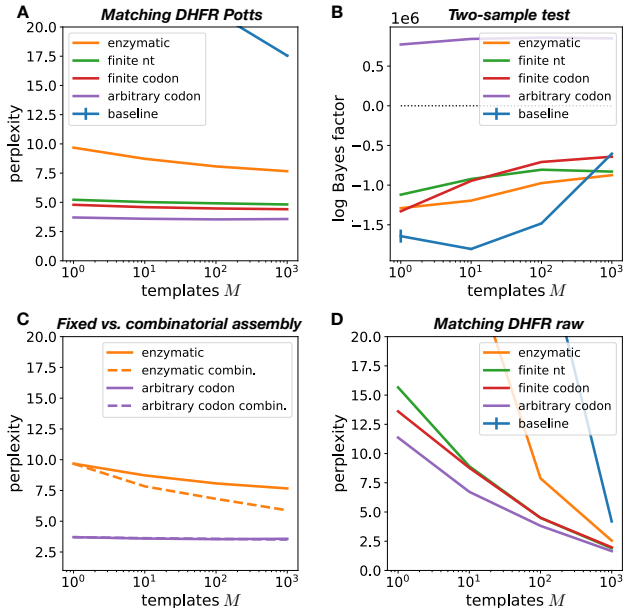 A
Matching DHFR Potts
20.0
17.5
15.0
12.5
10.0
7.5
5.0
2.5
perplexity
enzymatic
finite nt
finite codon
arbitrary codon
baseline
10^0
10^1
10^2
10^3
templates M
B
Two-sample test
1e6
0.5
0.0
−0.5
−1.0
−1.5
log Bayes factor
enzymatic
finite nt
finite codon
arbitrary codon
baseline
10^0
10^1
10^2
10^3
templates M
C
Fixed vs. combinatorial assembly
20.0
17.5
15.0
12.5
10.0
7.5
5.0
2.5
perplexity
enzymatic
enzymatic combin.
arbitrary codon
arbitrary codon combin.
10^0
10^1
10^2
10^3
templates M
D
Matching DHFR raw
20.0
17.5
15.0
12.5
10.0
7.5
5.0
2.5
perplexity
enzymatic
finite nt
finite codon
arbitrary codon
baseline
10^0
10^1
10^2
10^3
templates M